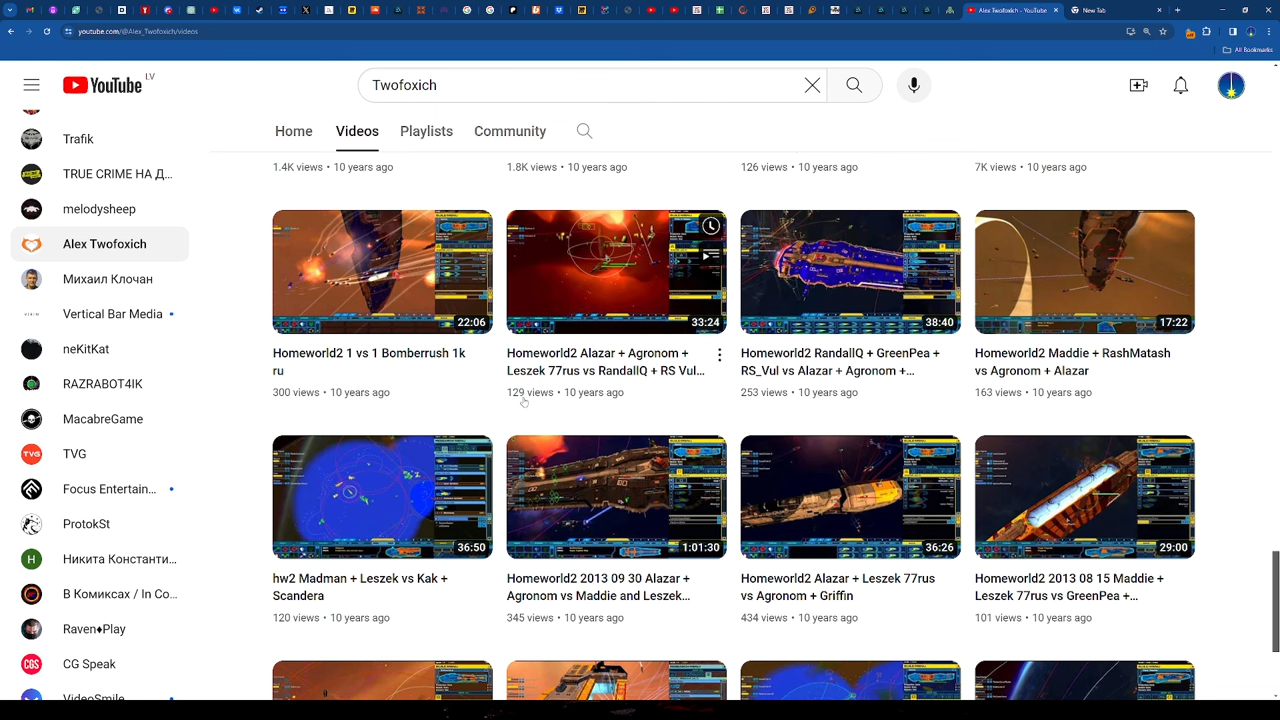 Alex Twofoxich - YouTube
New Tab
youtube.com/@Alex_Twofoxich/videos
All Bookmarks
YouTube LV
Twofoxich
Home Videos Playlists Community
Trafik
TRUE CRIME НА Д...
melodysheep
Alex Twofoxich
Михаил Клочан
Vertical Bar Media
neKitKat
RAZRABOT4IK
MacabreGame
TVG
Focus Entertain...
ProtokSt
Никита Константи...
В Комиксах / In Co...
Raven♦Play
CG Speak
VideoSmile
1.4K views • 10 years ago
1.8K views • 10 years ago
126 views • 10 years ago
7K views • 10 years ago
22:06
Homeworld2 1 vs 1 Bomberrush 1k
ru
300 views • 10 years ago
33:24
Homeworld2 Alazar + Agronom +
Leszek 77rus vs RandallQ + RS Vul...
129 views • 10 years ago
38:40
Homeworld2 RandallQ + GreenPea +
RS_Vul vs Alazar + Agronom +...
253 views • 10 years ago
17:22
Homeworld2 Maddie + RashMatash
vs Agronom + Alazar
163 views • 10 years ago
36:50
hw2 Madman + Leszek vs Kak +
Scandera
120 views • 10 years ago
1:01:30
Homeworld2 2013 09 30 Alazar +
Agronom vs Maddie and Leszek...
345 views • 10 years ago
36:26
Homeworld2 Alazar + Leszek 77rus
vs Agronom + Griffin
434 views • 10 years ago
29:00
Homeworld2 2013 08 15 Maddie +
Leszek 77rus vs GreenPea +...
101 views • 10 years ago